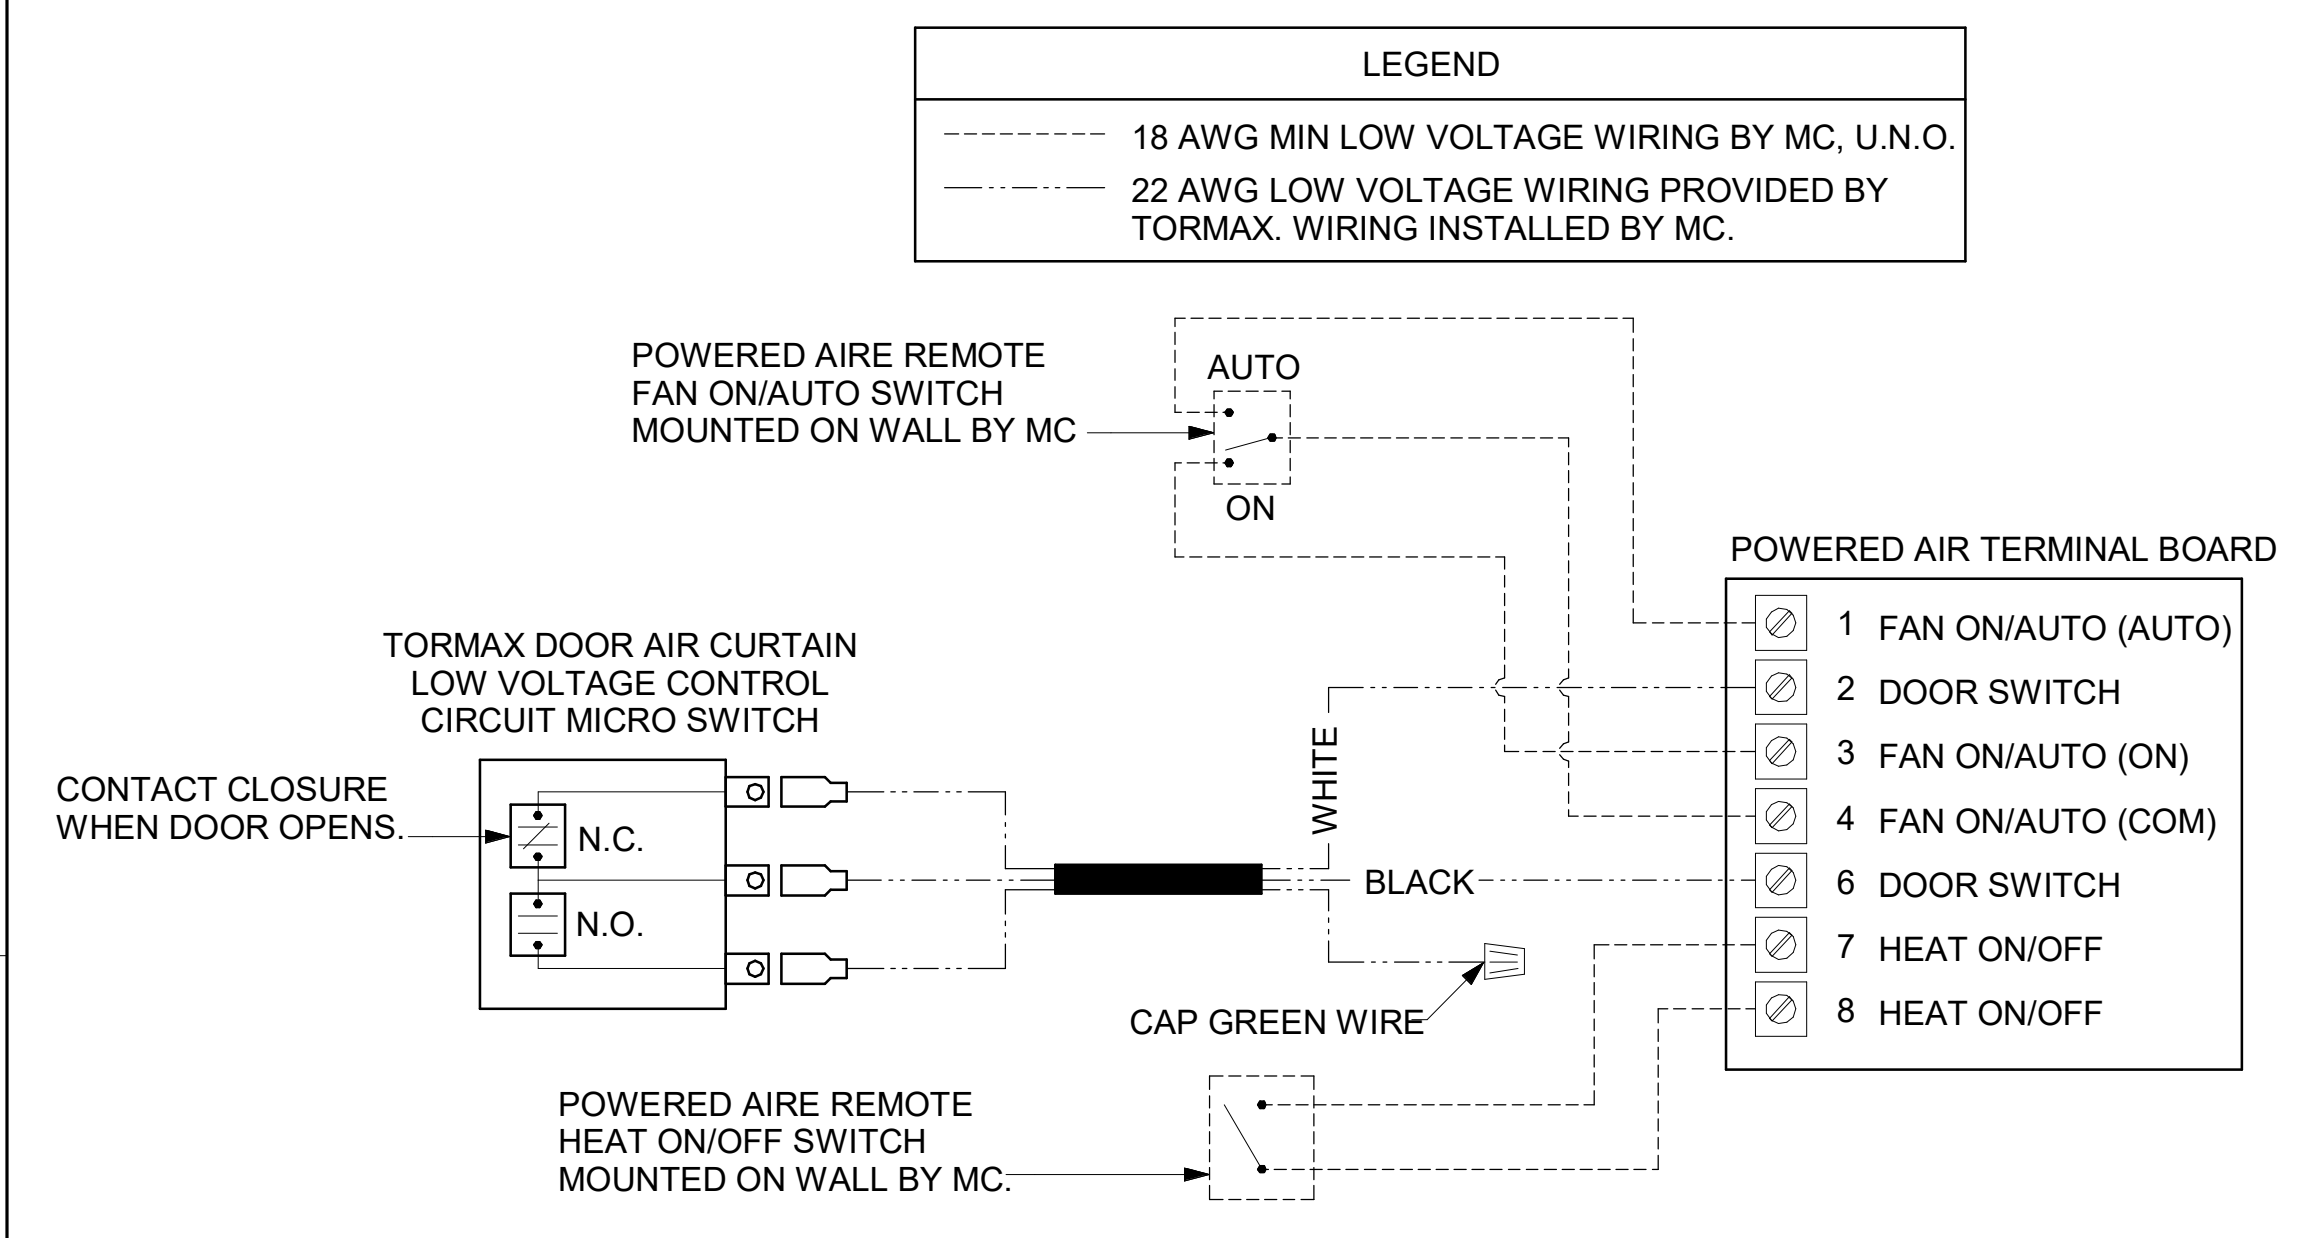 LEGEND
18 AWG MIN LOW VOLTAGE WIRING BY MC, U.N.O.
22 AWG LOW VOLTAGE WIRING PROVIDED BY
TORMAX. WIRING INSTALLED BY MC.
POWERED AIRE REMOTE
FAN ON/AUTO SWITCH
MOUNTED ON WALL BY MC
AUTO
ON
POWERED AIR TERMINAL BOARD
1 FAN ON/AUTO (AUTO)
2 DOOR SWITCH
3 FAN ON/AUTO (ON)
4 FAN ON/AUTO (COM)
6 DOOR SWITCH
7 HEAT ON/OFF
8 HEAT ON/OFF
TORMAX DOOR AIR CURTAIN
LOW VOLTAGE CONTROL
CIRCUIT MICRO SWITCH
CONTACT CLOSURE
WHEN DOOR OPENS.
N.C.
N.O.
WHITE
BLACK
CAP GREEN WIRE
POWERED AIRE REMOTE
HEAT ON/OFF SWITCH
MOUNTED ON WALL BY MC.